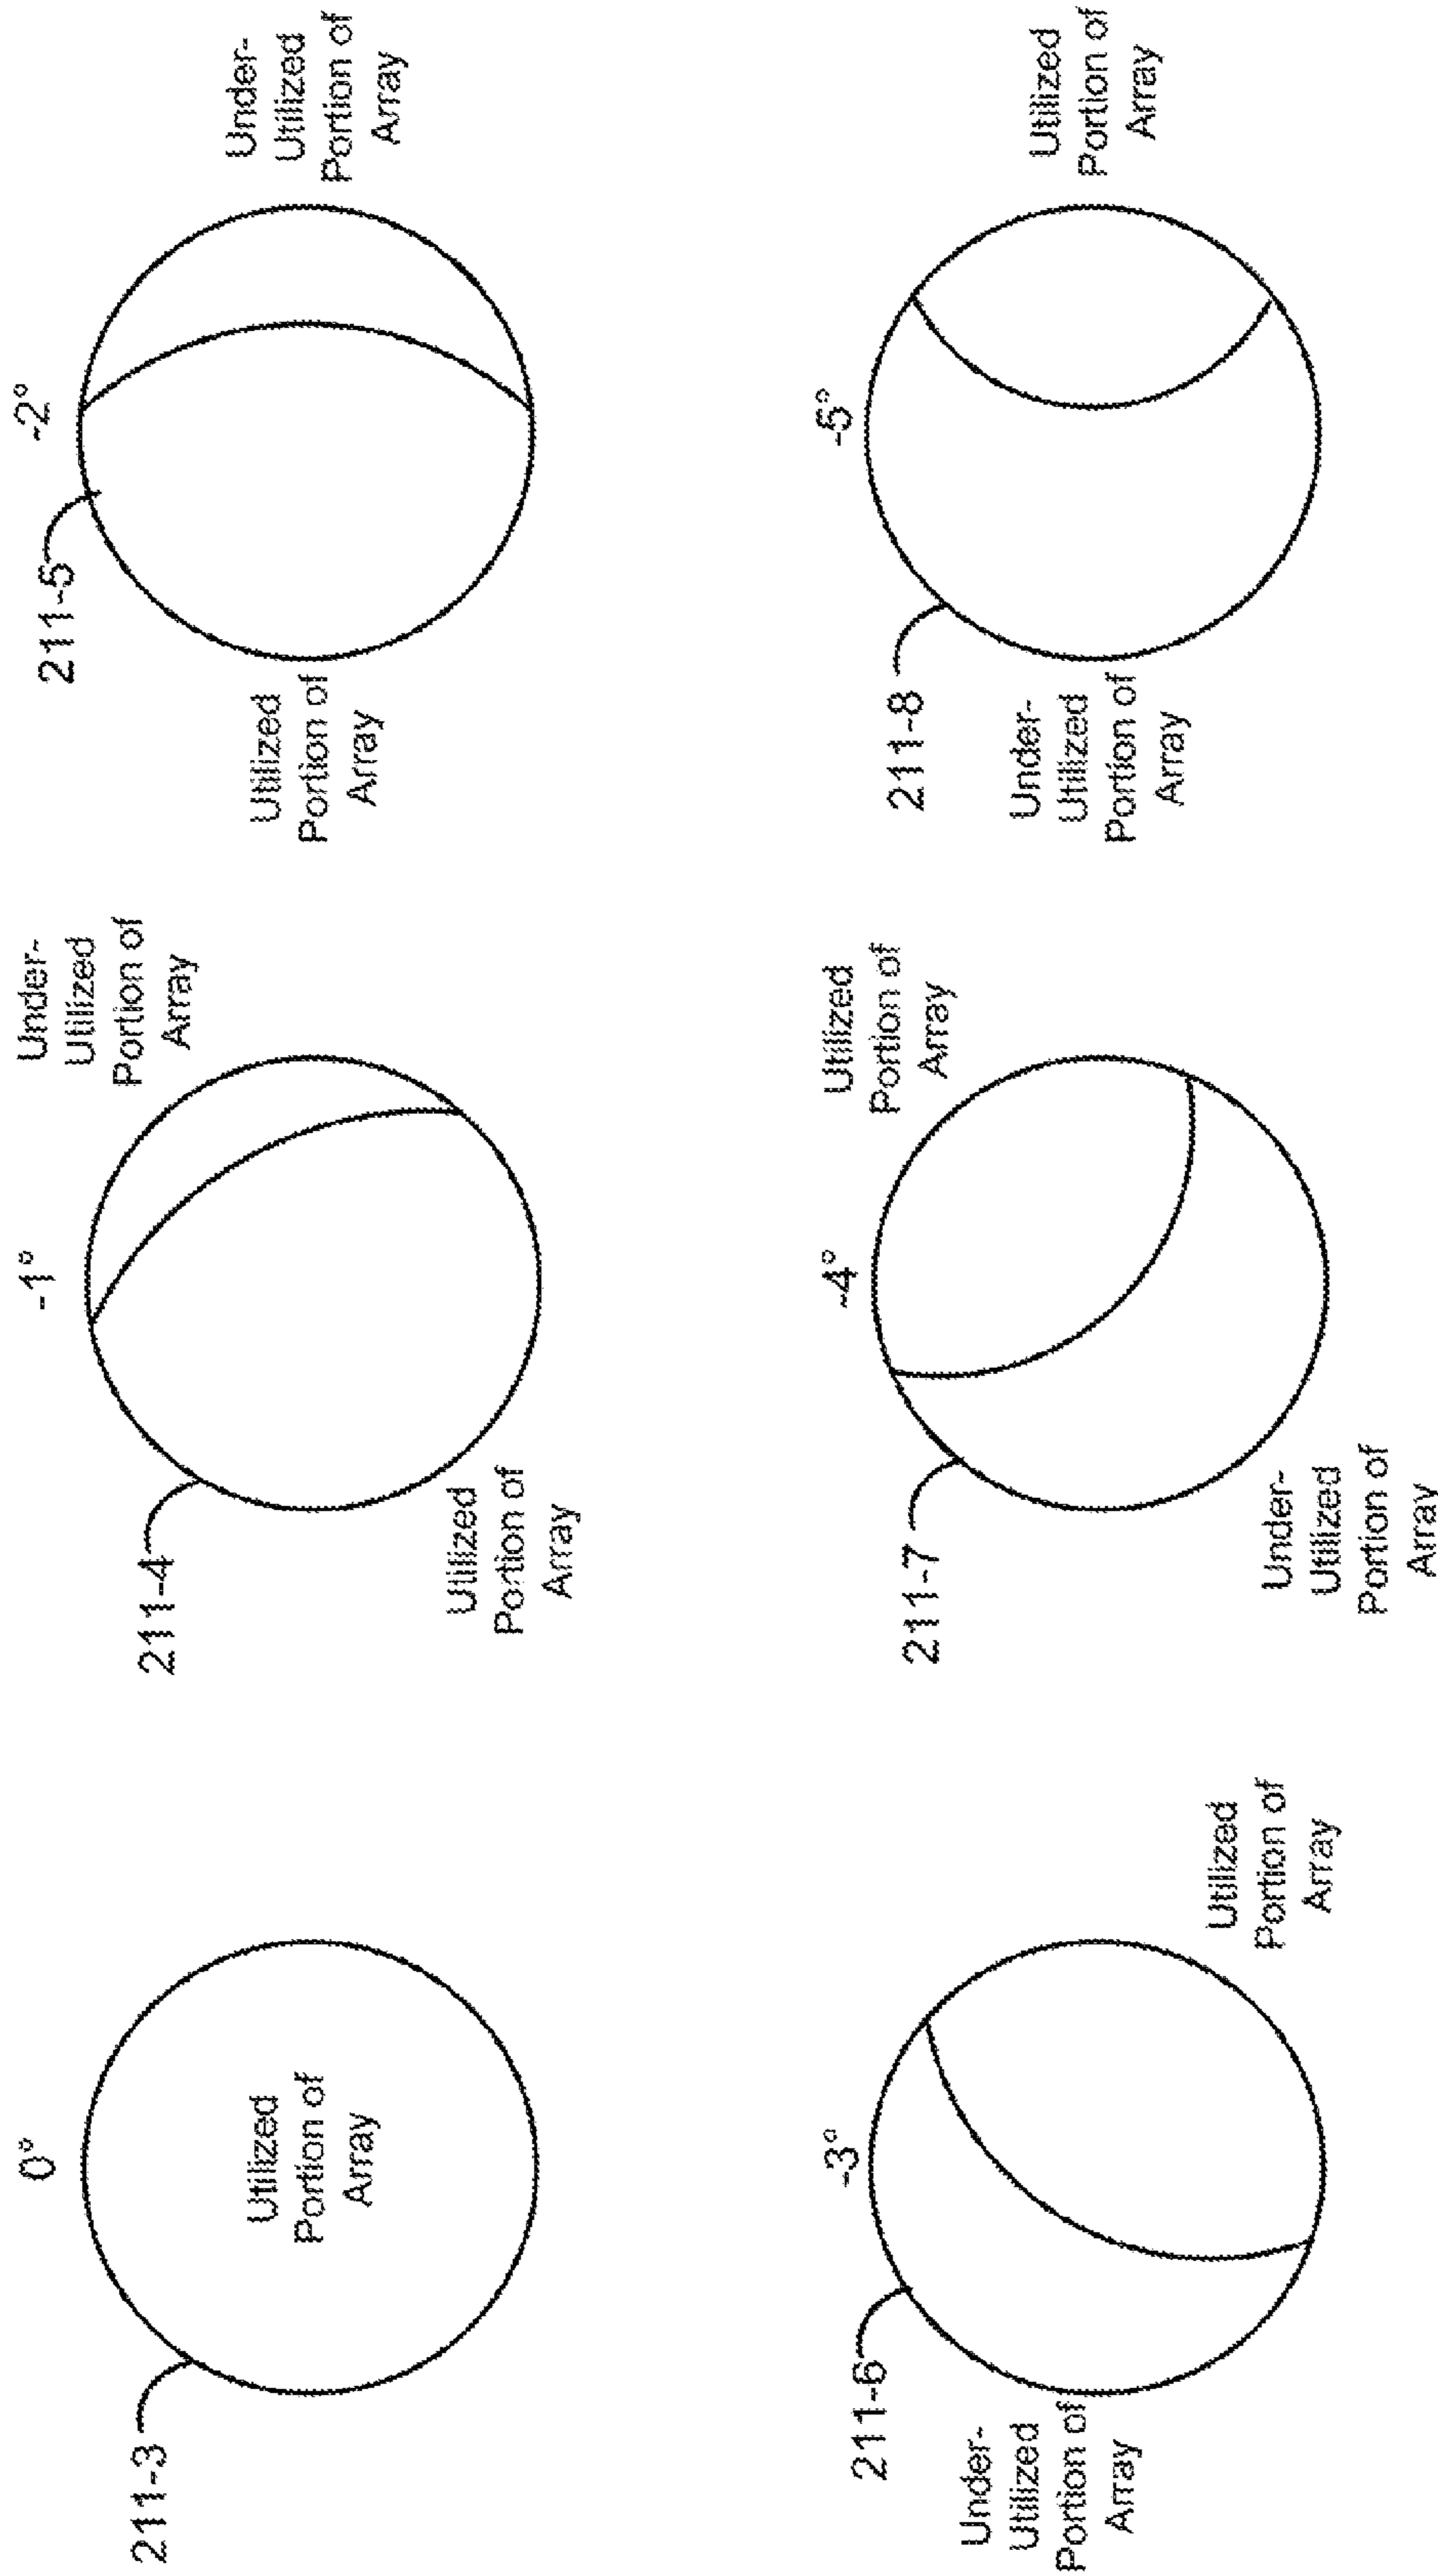 0°
211-3
Utilized
Portion of
Array
-1°
211-4
Under-
Utilized
Portion of
Array
Utilized
Portion of
Array
-2°
211-5
Under-
Utilized
Portion of
Array
Utilized
Portion of
Array
-3°
211-6
Under-
Utilized
Portion of
Array
Utilized
Portion of
Array
-4°
211-7
Utilized
Portion of
Array
Under-
Utilized
Portion of
Array
-5°
211-8
Under-
Utilized
Portion of
Array
Utilized
Portion of
Array